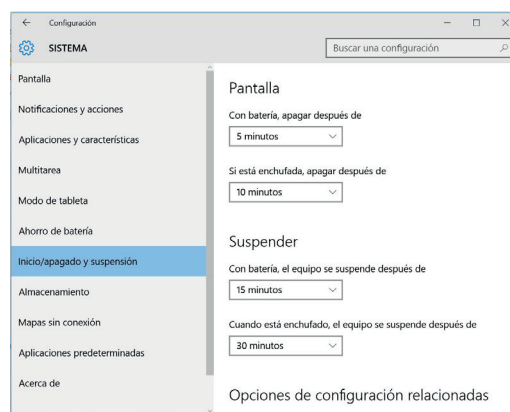 Configuración
SISTEMA
Buscar una configuración
Pantalla
Notificaciones y acciones
Aplicaciones y características
Multitarea
Modo de tableta
Ahorro de batería
Inicio/apagado y suspensión
Almacenamiento
Mapas sin conexión
Aplicaciones predeterminadas
Acerca de
Pantalla
Con batería, apagar después de
5 minutos
Si está enchufada, apagar después de
10 minutos
Suspender
Con batería, el equipo se suspende después de
15 minutos
Cuando está enchufado, el equipo se suspende después de
30 minutos
Opciones de configuración relacionadas